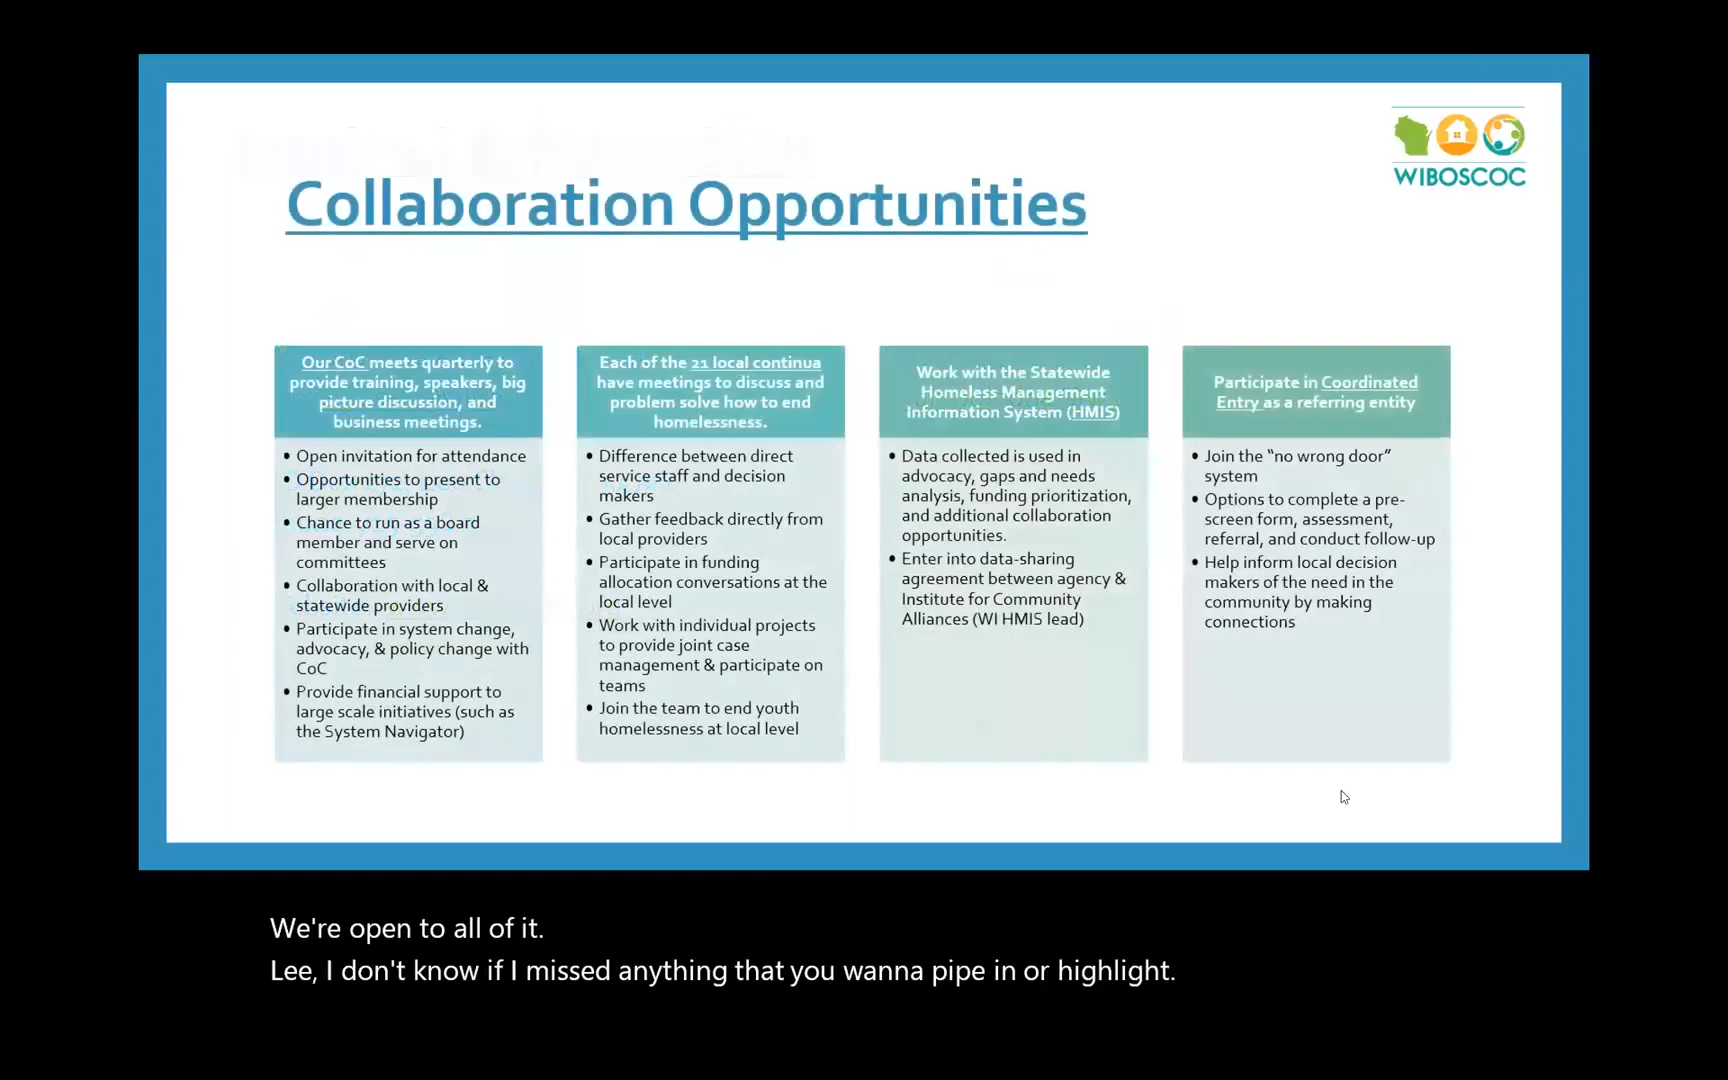 WIBOSCOC
Collaboration Opportunities
Our CoC meets quarterly to
provide training, speakers, big
picture discussion, and
business meetings.
• Open invitation for attendance
• Opportunities to present to
larger membership
• Chance to run as a board
member and serve on
committees
• Collaboration with local &
statewide providers
• Participate in system change,
advocacy, & policy change with
CoC
• Provide financial support to
large scale initiatives (such as
the System Navigator)
Each of the 21 local continua
have meetings to discuss and
problem solve how to end
homelessness.
• Difference between direct
service staff and decision
makers
• Gather feedback directly from
local providers
• Participate in funding
allocation conversations at the
local level
• Work with individual projects
to provide joint case
management & participate on
teams
• Join the team to end youth
homelessness at local level
Work with the Statewide
Homeless Management
Information System (HMIS)
• Data collected is used in
advocacy, gaps and needs
analysis, funding prioritization,
and additional collaboration
opportunities.
• Enter into data-sharing
agreement between agency &
Institute for Community
Alliances (WI HMIS lead)
Participate in Coordinated
Entry as a referring entity
• Join the “no wrong door”
system
• Options to complete a pre-
screen form, assessment,
referral, and conduct follow-up
• Help inform local decision
makers of the need in the
community by making
connections
We're open to all of it.
Lee, I don't know if I missed anything that you wanna pipe in or highlight.